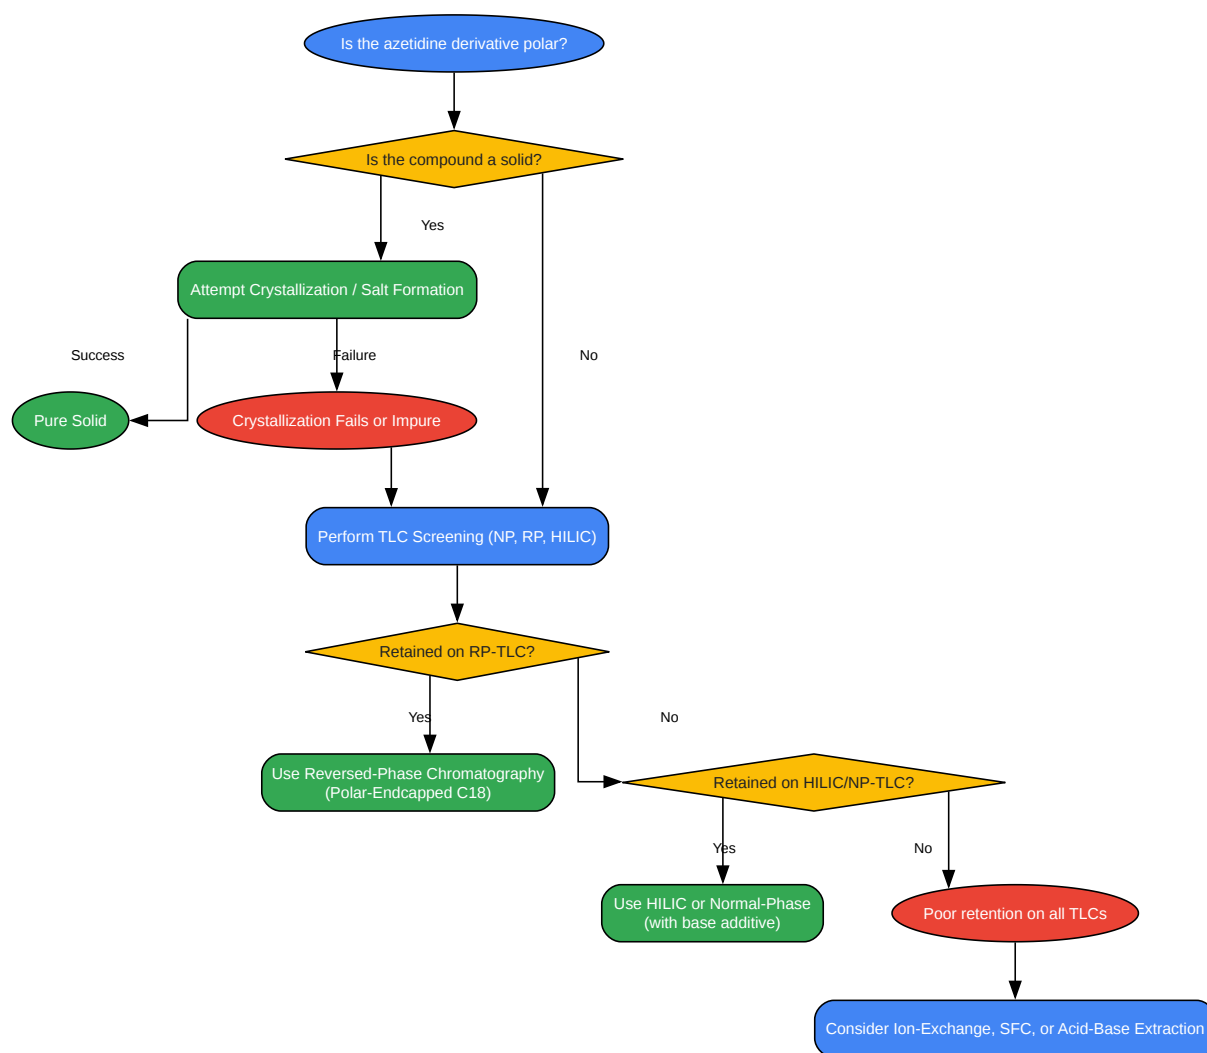 Is the azetidine derivative polar?
Is the compound a solid?
Yes
Attempt Crystallization / Salt Formation
Success
Failure
No
Pure Solid
Crystallization Fails or Impure
Perform TLC Screening (NP, RP, HILIC)
Retained on RP-TLC?
Yes
No
Use Reversed-Phase Chromatography
(Polar-Endcapped C18)
Retained on HILIC/NP-TLC?
Yes
No
Use HILIC or Normal-Phase
(with base additive)
Poor retention on all TLCs
Consider Ion-Exchange, SFC, or Acid-Base Extraction